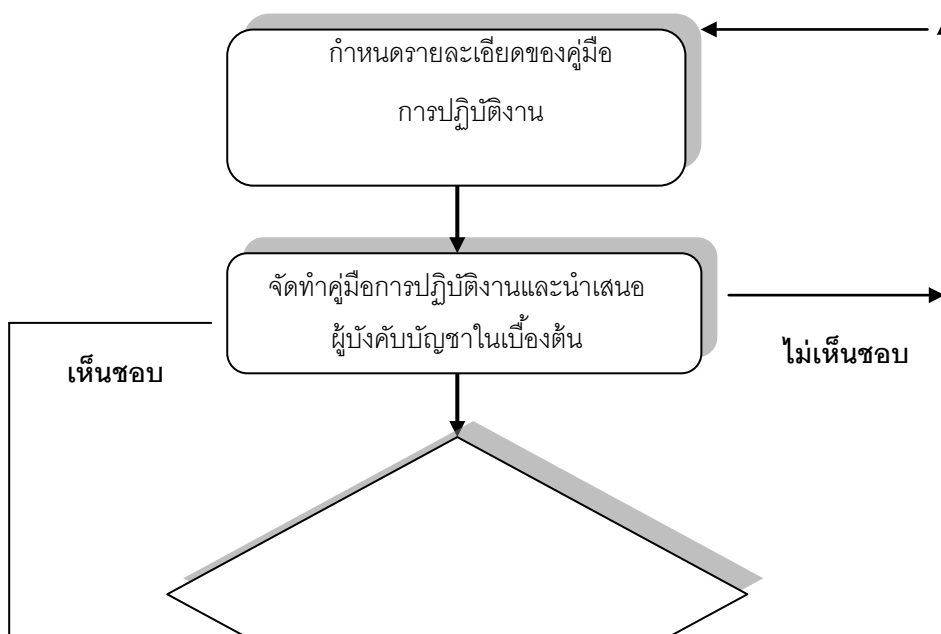 กำหนดรายละเอียดของคู่มือ
การปฏิบัติงาน
จัดทำคู่มือการปฏิบัติงานและนำเสนอ
ผู้บังคับบัญชาในเบื้องต้น
เห็นชอบ
ไม่เห็นชอบ